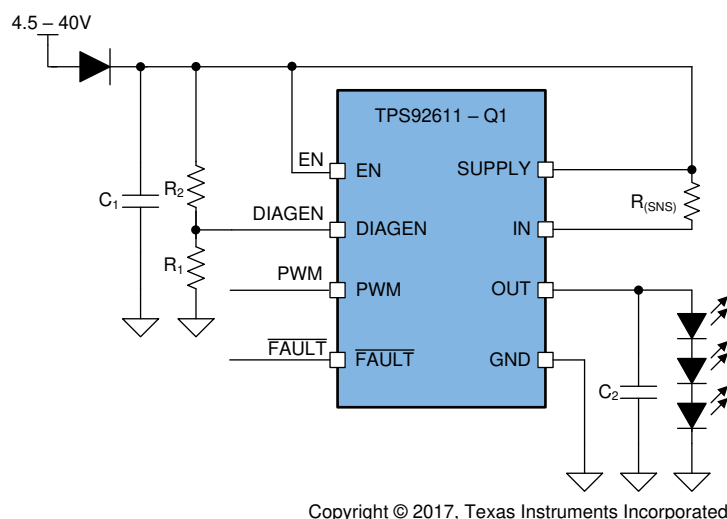 4.5 – 40V
TPS92611 – Q1
EN
EN
SUPPLY
C1
R2
R(SNS)
DIAGEN
DIAGEN
IN
R1
PWM
PWM
OUT
FAULT
FAULT
GND
C2
Copyright © 2017, Texas Instruments Incorporated